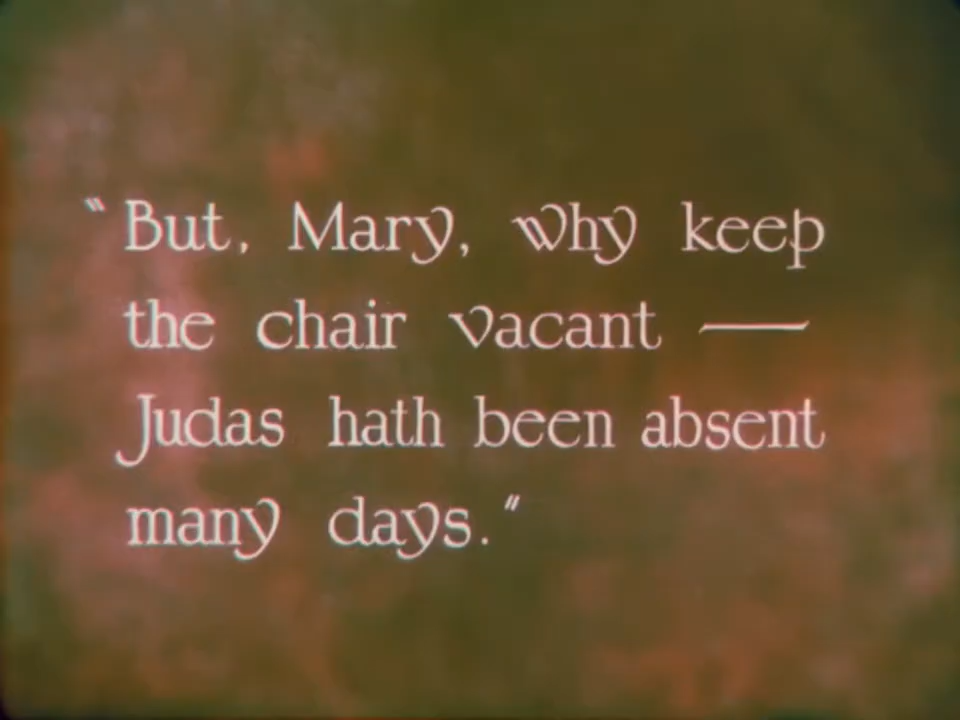 "But, Mary, why keep
the chair vacant —
Judas hath been absent
many days."